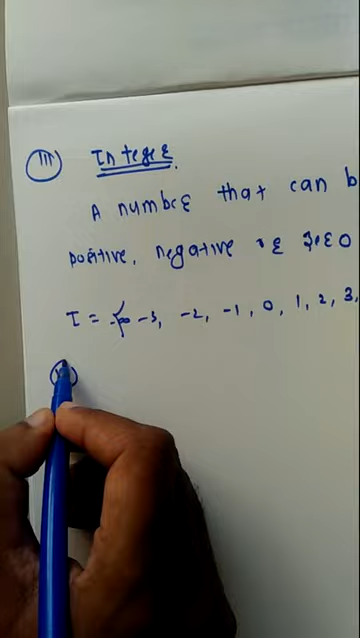 III Integer
A number that can b
positive, negative or zero
I = {-∞ -3, -2, -1, 0, 1, 2, 3,